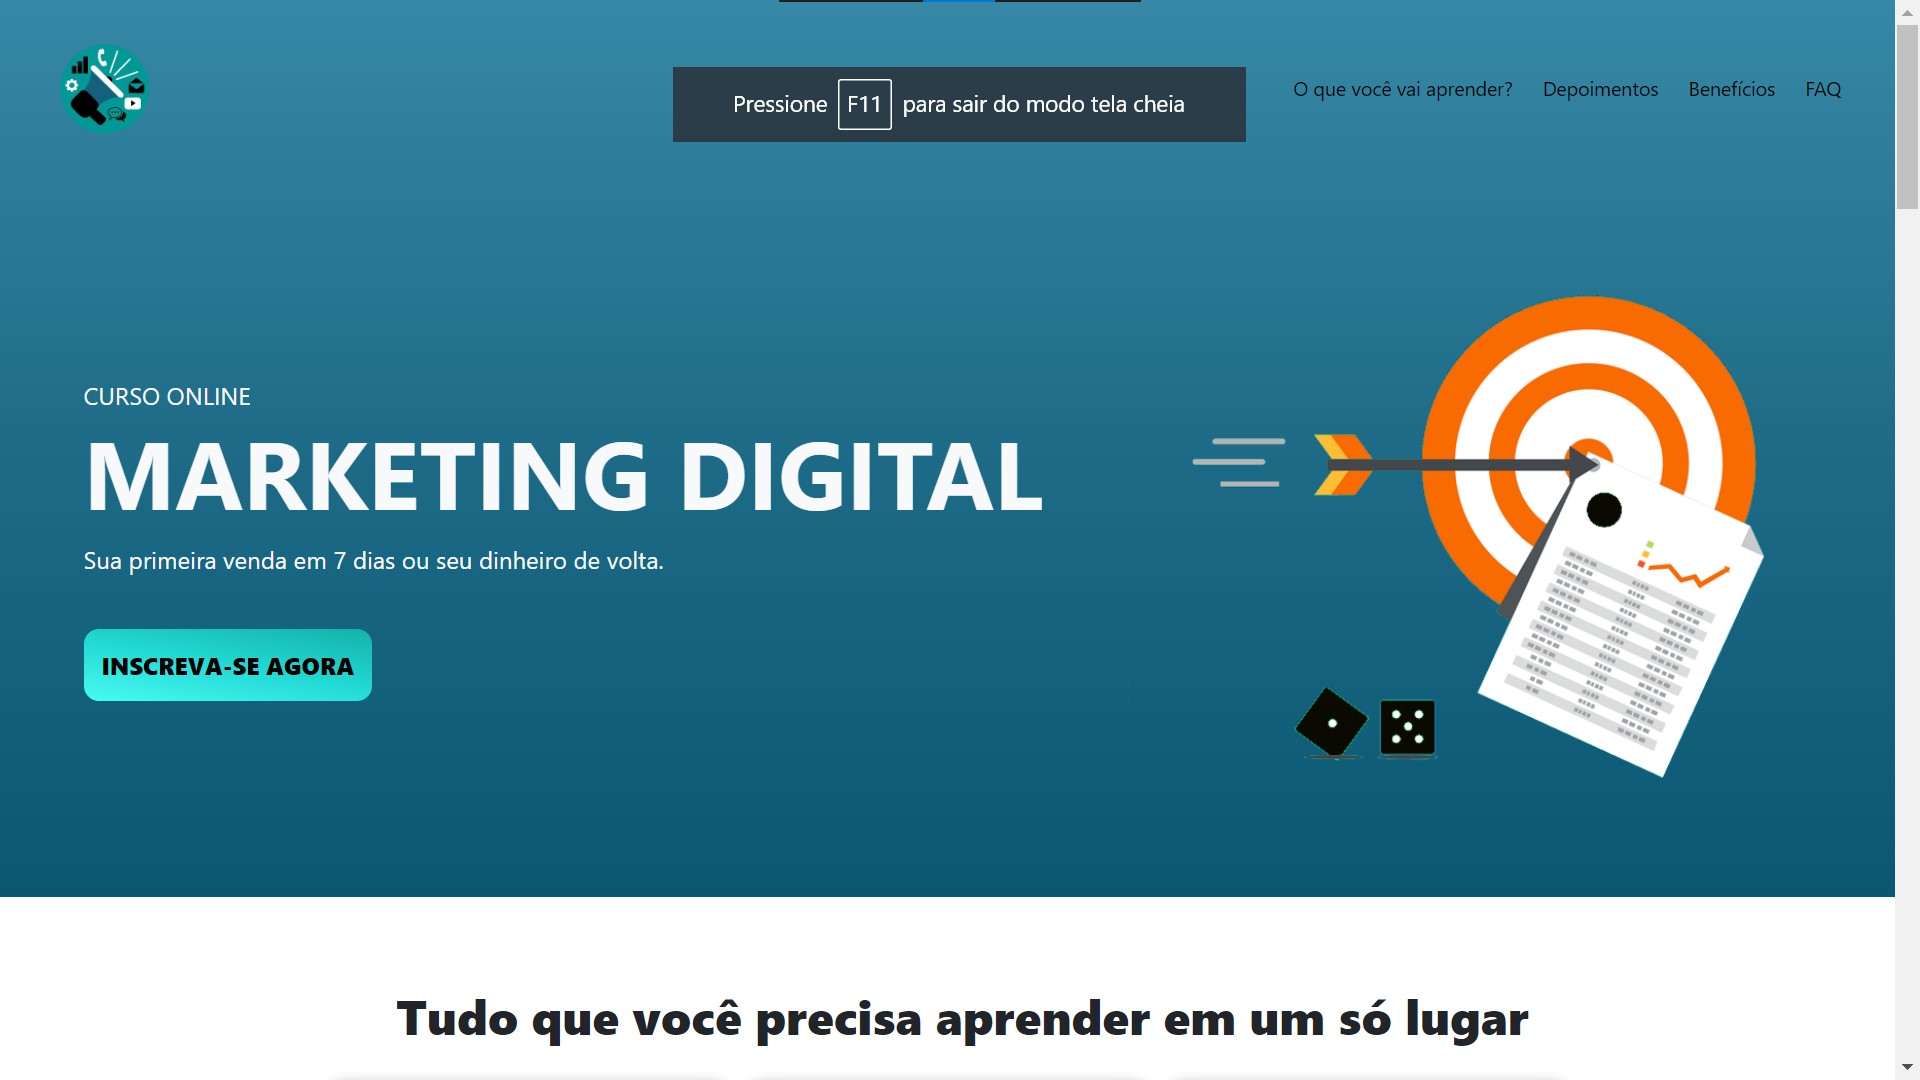 Pressione F11 para sair do modo tela cheia
O que você vai aprender? Depoimentos Benefícios FAQ
CURSO ONLINE
MARKETING DIGITAL
Sua primeira venda em 7 dias ou seu dinheiro de volta.
INSCREVA-SE AGORA
Tudo que você precisa aprender em um só lugar